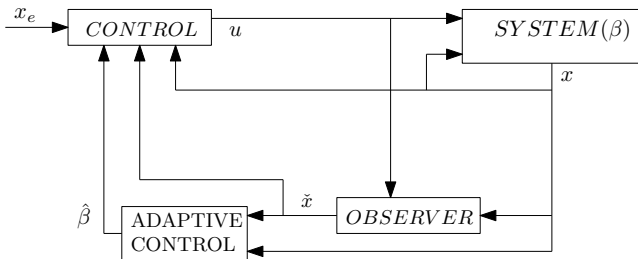 x_e
CONTROL
u
SYSTEM(β)
x
β̂
ADAPTIVE
CONTROL
x̌
OBSERVER